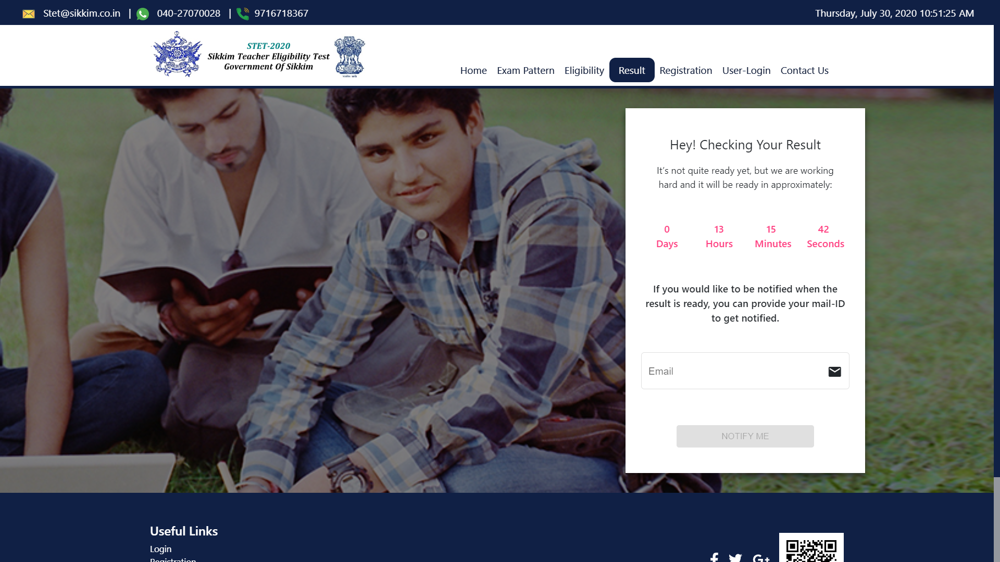 Stet@sikkim.co.in | 040-27070028 | 9716718367
Thursday, July 30, 2020 10:51:25 AM
STET-2020
Sikkim Teacher Eligibility Test
Government Of Sikkim
Home Exam Pattern Eligibility Result Registration User-Login Contact Us
Hey! Checking Your Result
It’s not quite ready yet, but we are working
hard and it will be ready in approximately:
0 13 15 42
Days Hours Minutes Seconds
If you would like to be notified when the
result is ready, you can provide your mail-ID
to get notified.
Email
NOTIFY ME
Useful Links
Login
Registration
G+